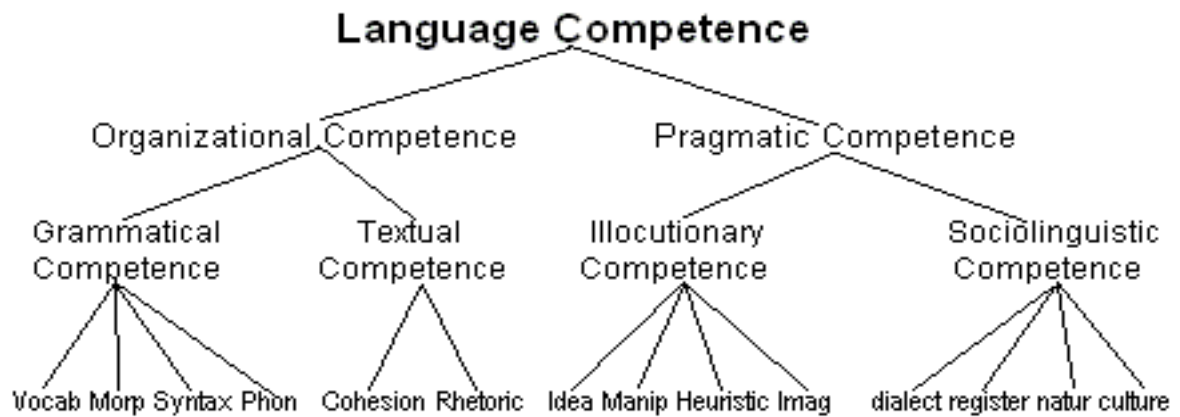 Language Competence
Organizational Competence Pragmatic Competence
Grammatical Textual Illocutionary Sociolinguistic
Competence Competence Competence Competence
Vocab Morp Syntax Phon Cohesion Rhetoric Idea Manip Heuristic Imag dialect register natur culture